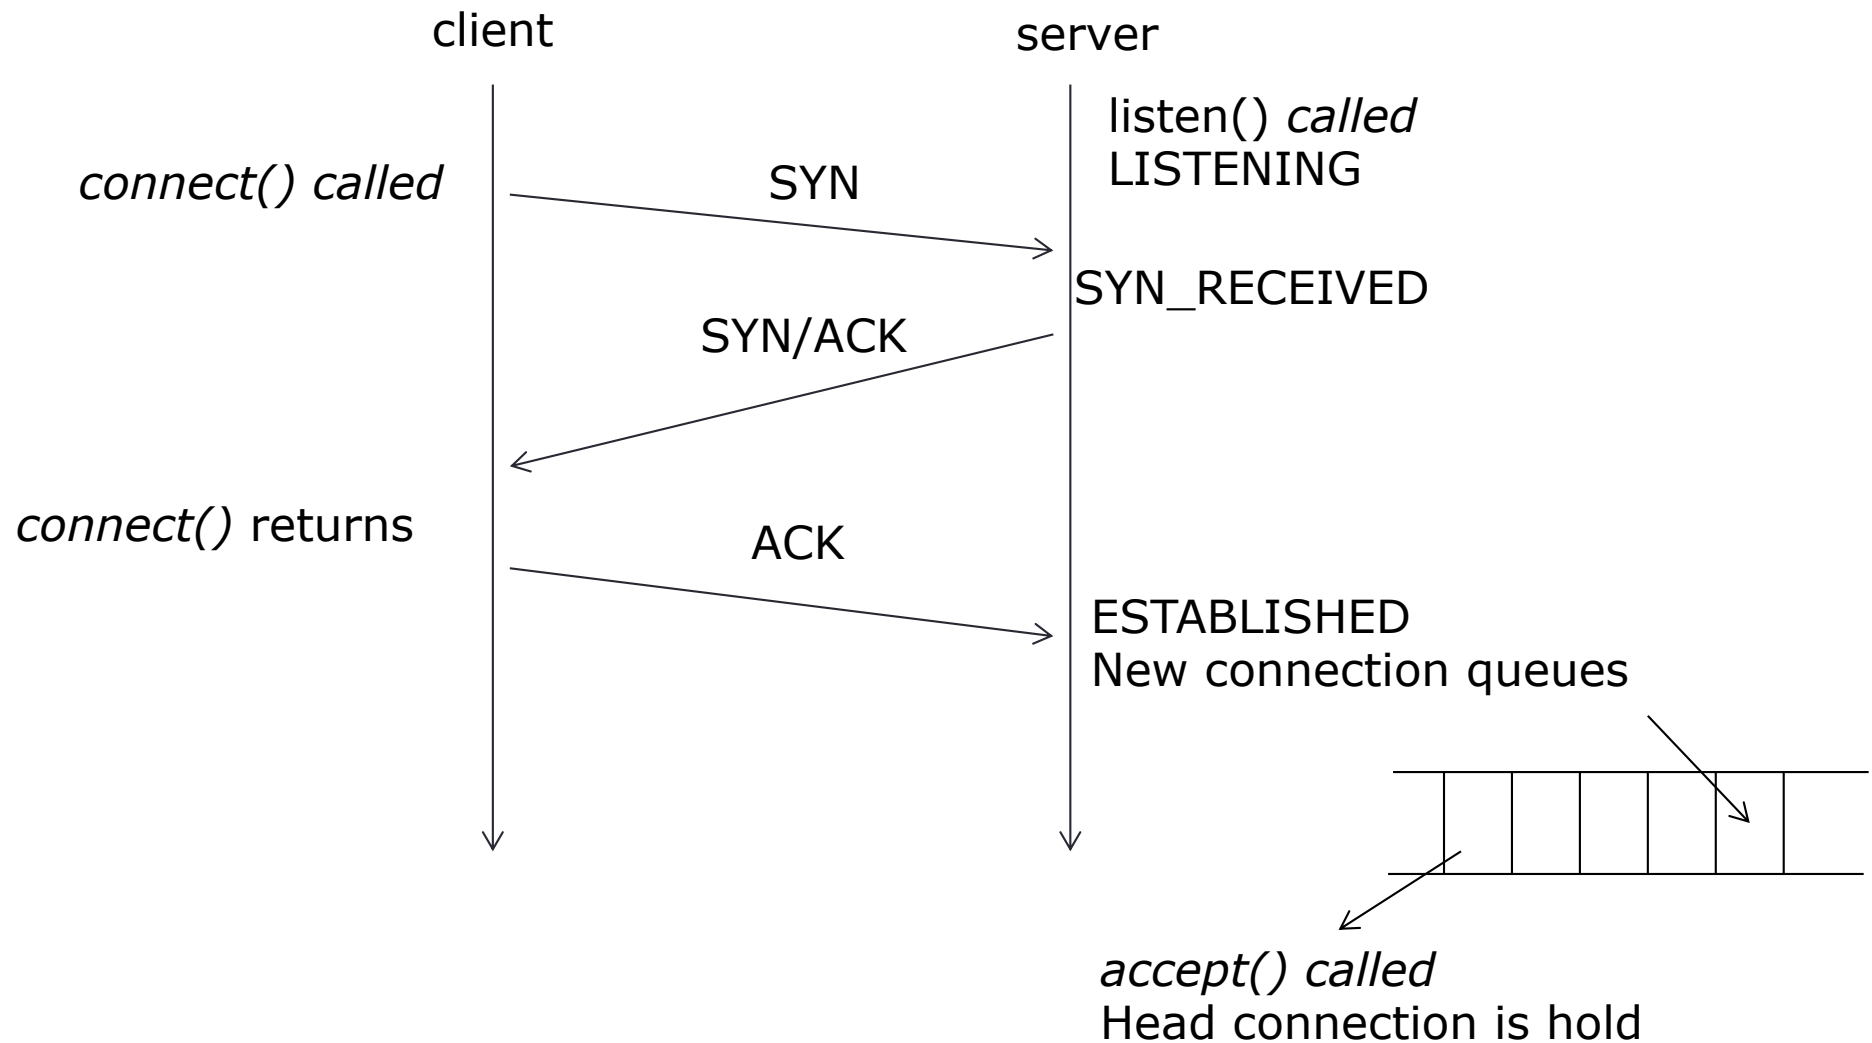 client
server
listen() called
LISTENING
connect() called
SYN
SYN_RECEIVED
SYN/ACK
connect() returns
ACK
ESTABLISHED
New connection queues
accept() called
Head connection is hold